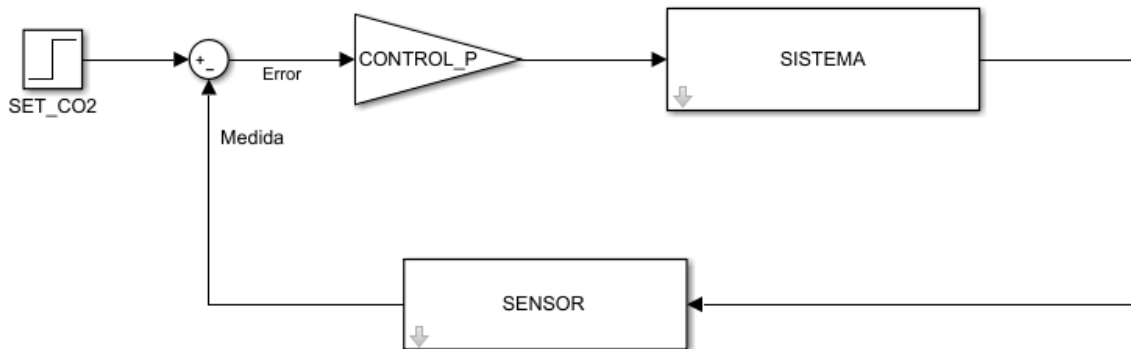 SET_CO2
+
-
Error
CONTROL_P
SISTEMA
Medida
SENSOR